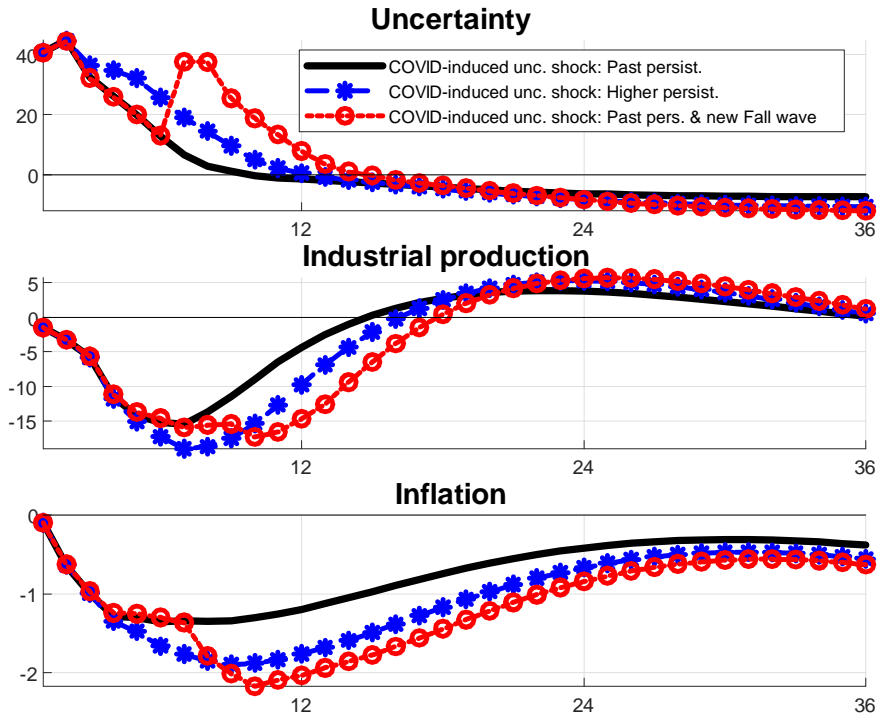 Uncertainty
40
20
0
COVID-induced unc. shock: Past persist.
COVID-induced unc. shock: Higher persist.
COVID-induced unc. shock: Past pers. & new Fall wave
12 24 36
Industrial production
5
0
-5
-10
-15
12 24 36
Inflation
0
-1
-2
12 24 36